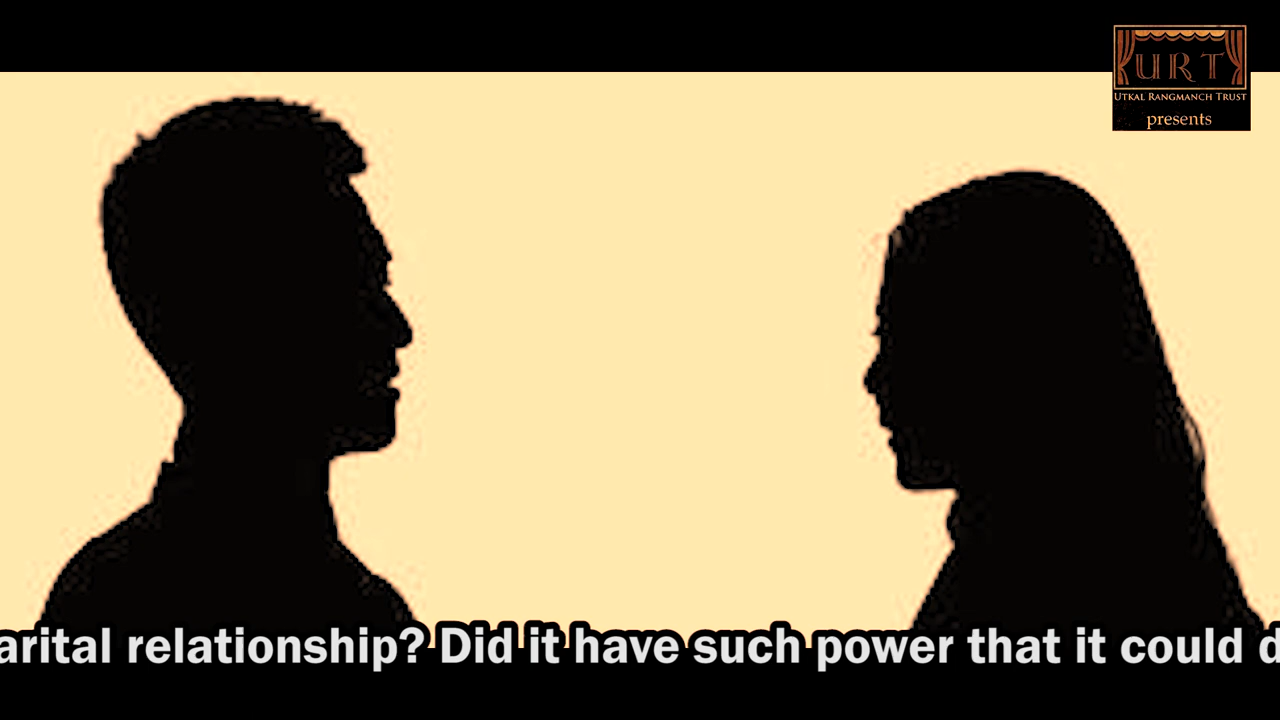 URT
UTKAL RANGMANCH TRUST
presents
arital relationship? Did it have such power that it could d